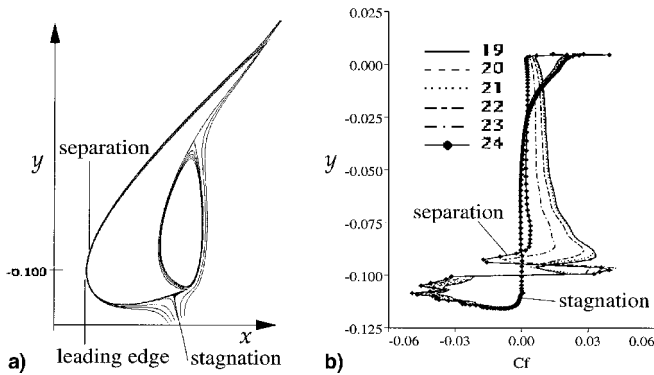 y
separation
-0.100
x
leading edge
stagnation
a)
0.025
0.000
-0.025
-0.050
-0.075
-0.100
-0.125
y
19
20
21
22
23
24
separation
stagnation
-0.06
-0.03
0.00
0.03
0.06
Cf
b)